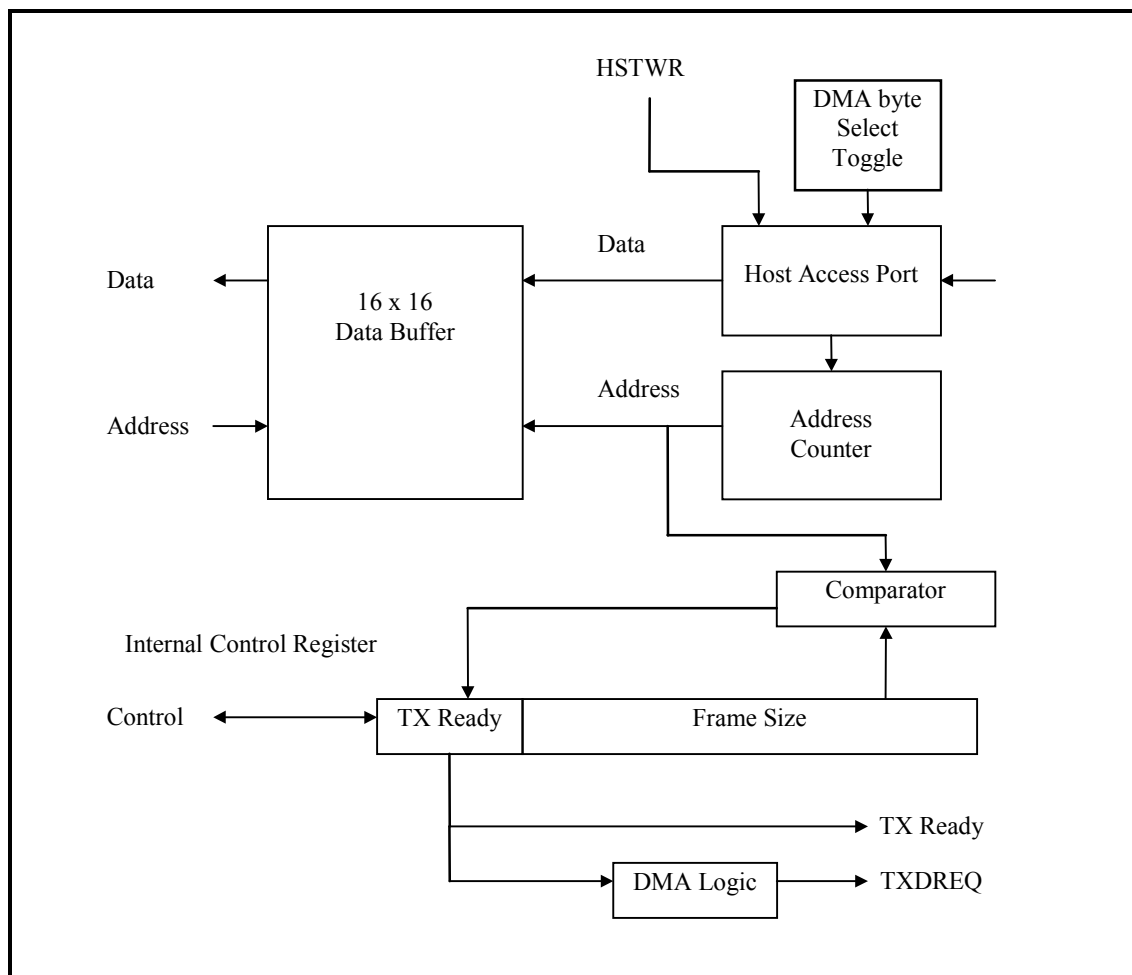 HSTWR
DMA byte
Select
Toggle
Data
Host Access Port
Data
16 x 16
Data Buffer
Address
Address
Address
Counter
Comparator
Internal Control Register
Control
TX Ready
Frame Size
TX Ready
DMA Logic
TXDREQ